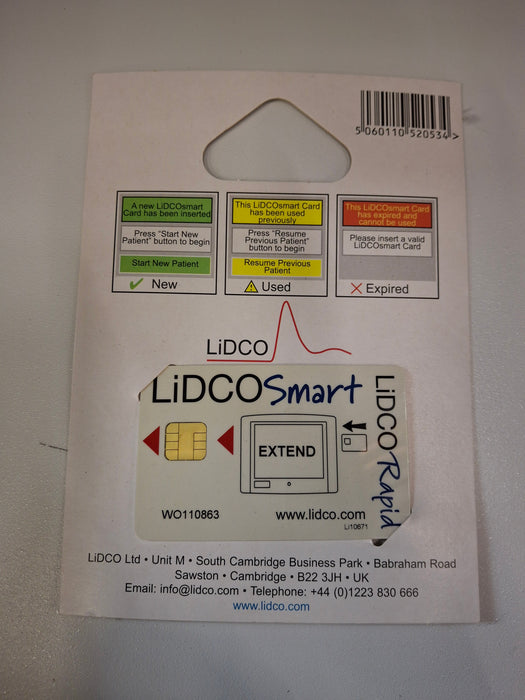 5 060110 520534 >
A new LiDCOsmart
Card has been inserted
Press "Start New
Patient" button to begin
Start New Patient
New
This LiDCOsmart Card
has been used
previously
Press "Resume
Previous Patient"
button to begin
Resume Previous
Patient
Used
This LiDCOsmart Card
has expired and
cannot be used
Please insert a valid
LiDCOsmart Card
Expired
LiDCO
LiDCOSmart
LiDCORapid
EXTEND
WO110863
www.lidco.com
LI10671
LiDCO Ltd • Unit M • South Cambridge Business Park • Babraham Road
Sawston • Cambridge • B22 3JH • UK
Email: info@lidco.com • Telephone: +44 (0)1223 830 666
www.lidco.com